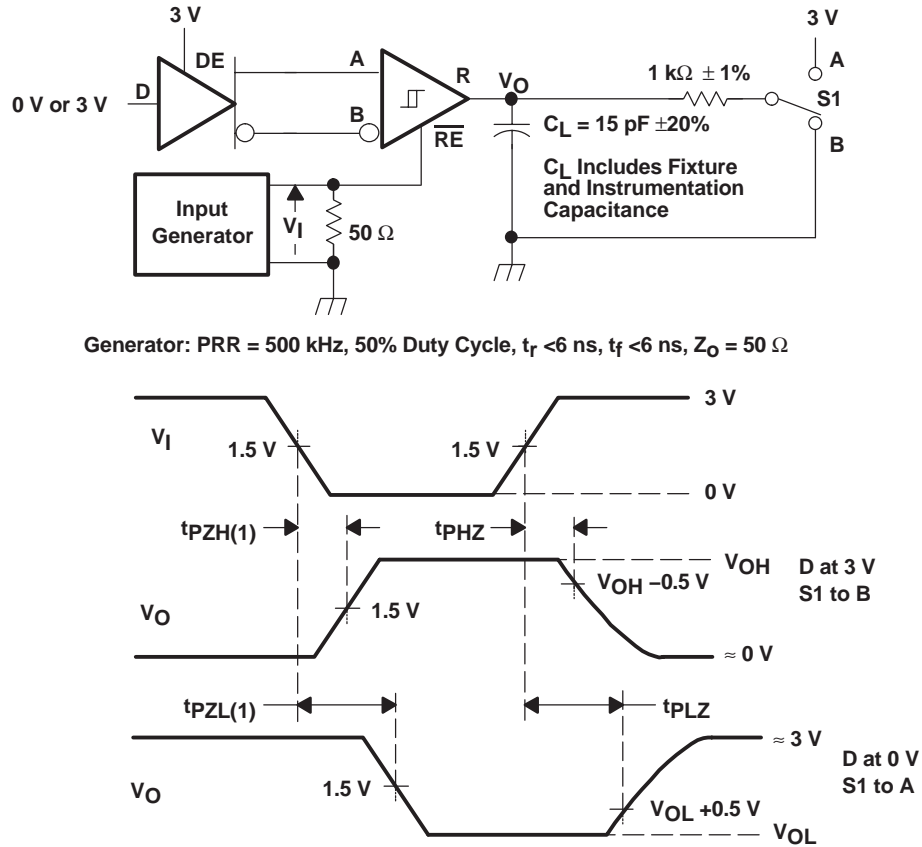 3 V
3 V
DE
A
R
VO
1 kΩ ± 1%
A
0 V or 3 V
D
S1
B
RE
CL = 15 pF ±20%
B
CL Includes Fixture
and Instrumentation
Capacitance
Input
Generator
VI
50 Ω
Generator: PRR = 500 kHz, 50% Duty Cycle, tr <6 ns, tf <6 ns, ZO = 50 Ω
3 V
VI
1.5 V
1.5 V
0 V
tPZH(1)
tPHZ
VOH
D at 3 V
S1 to B
VOH −0.5 V
VO
1.5 V
≈ 0 V
tPZL(1)
tPLZ
≈ 3 V
D at 0 V
S1 to A
VO
1.5 V
VOL +0.5 V
VOL